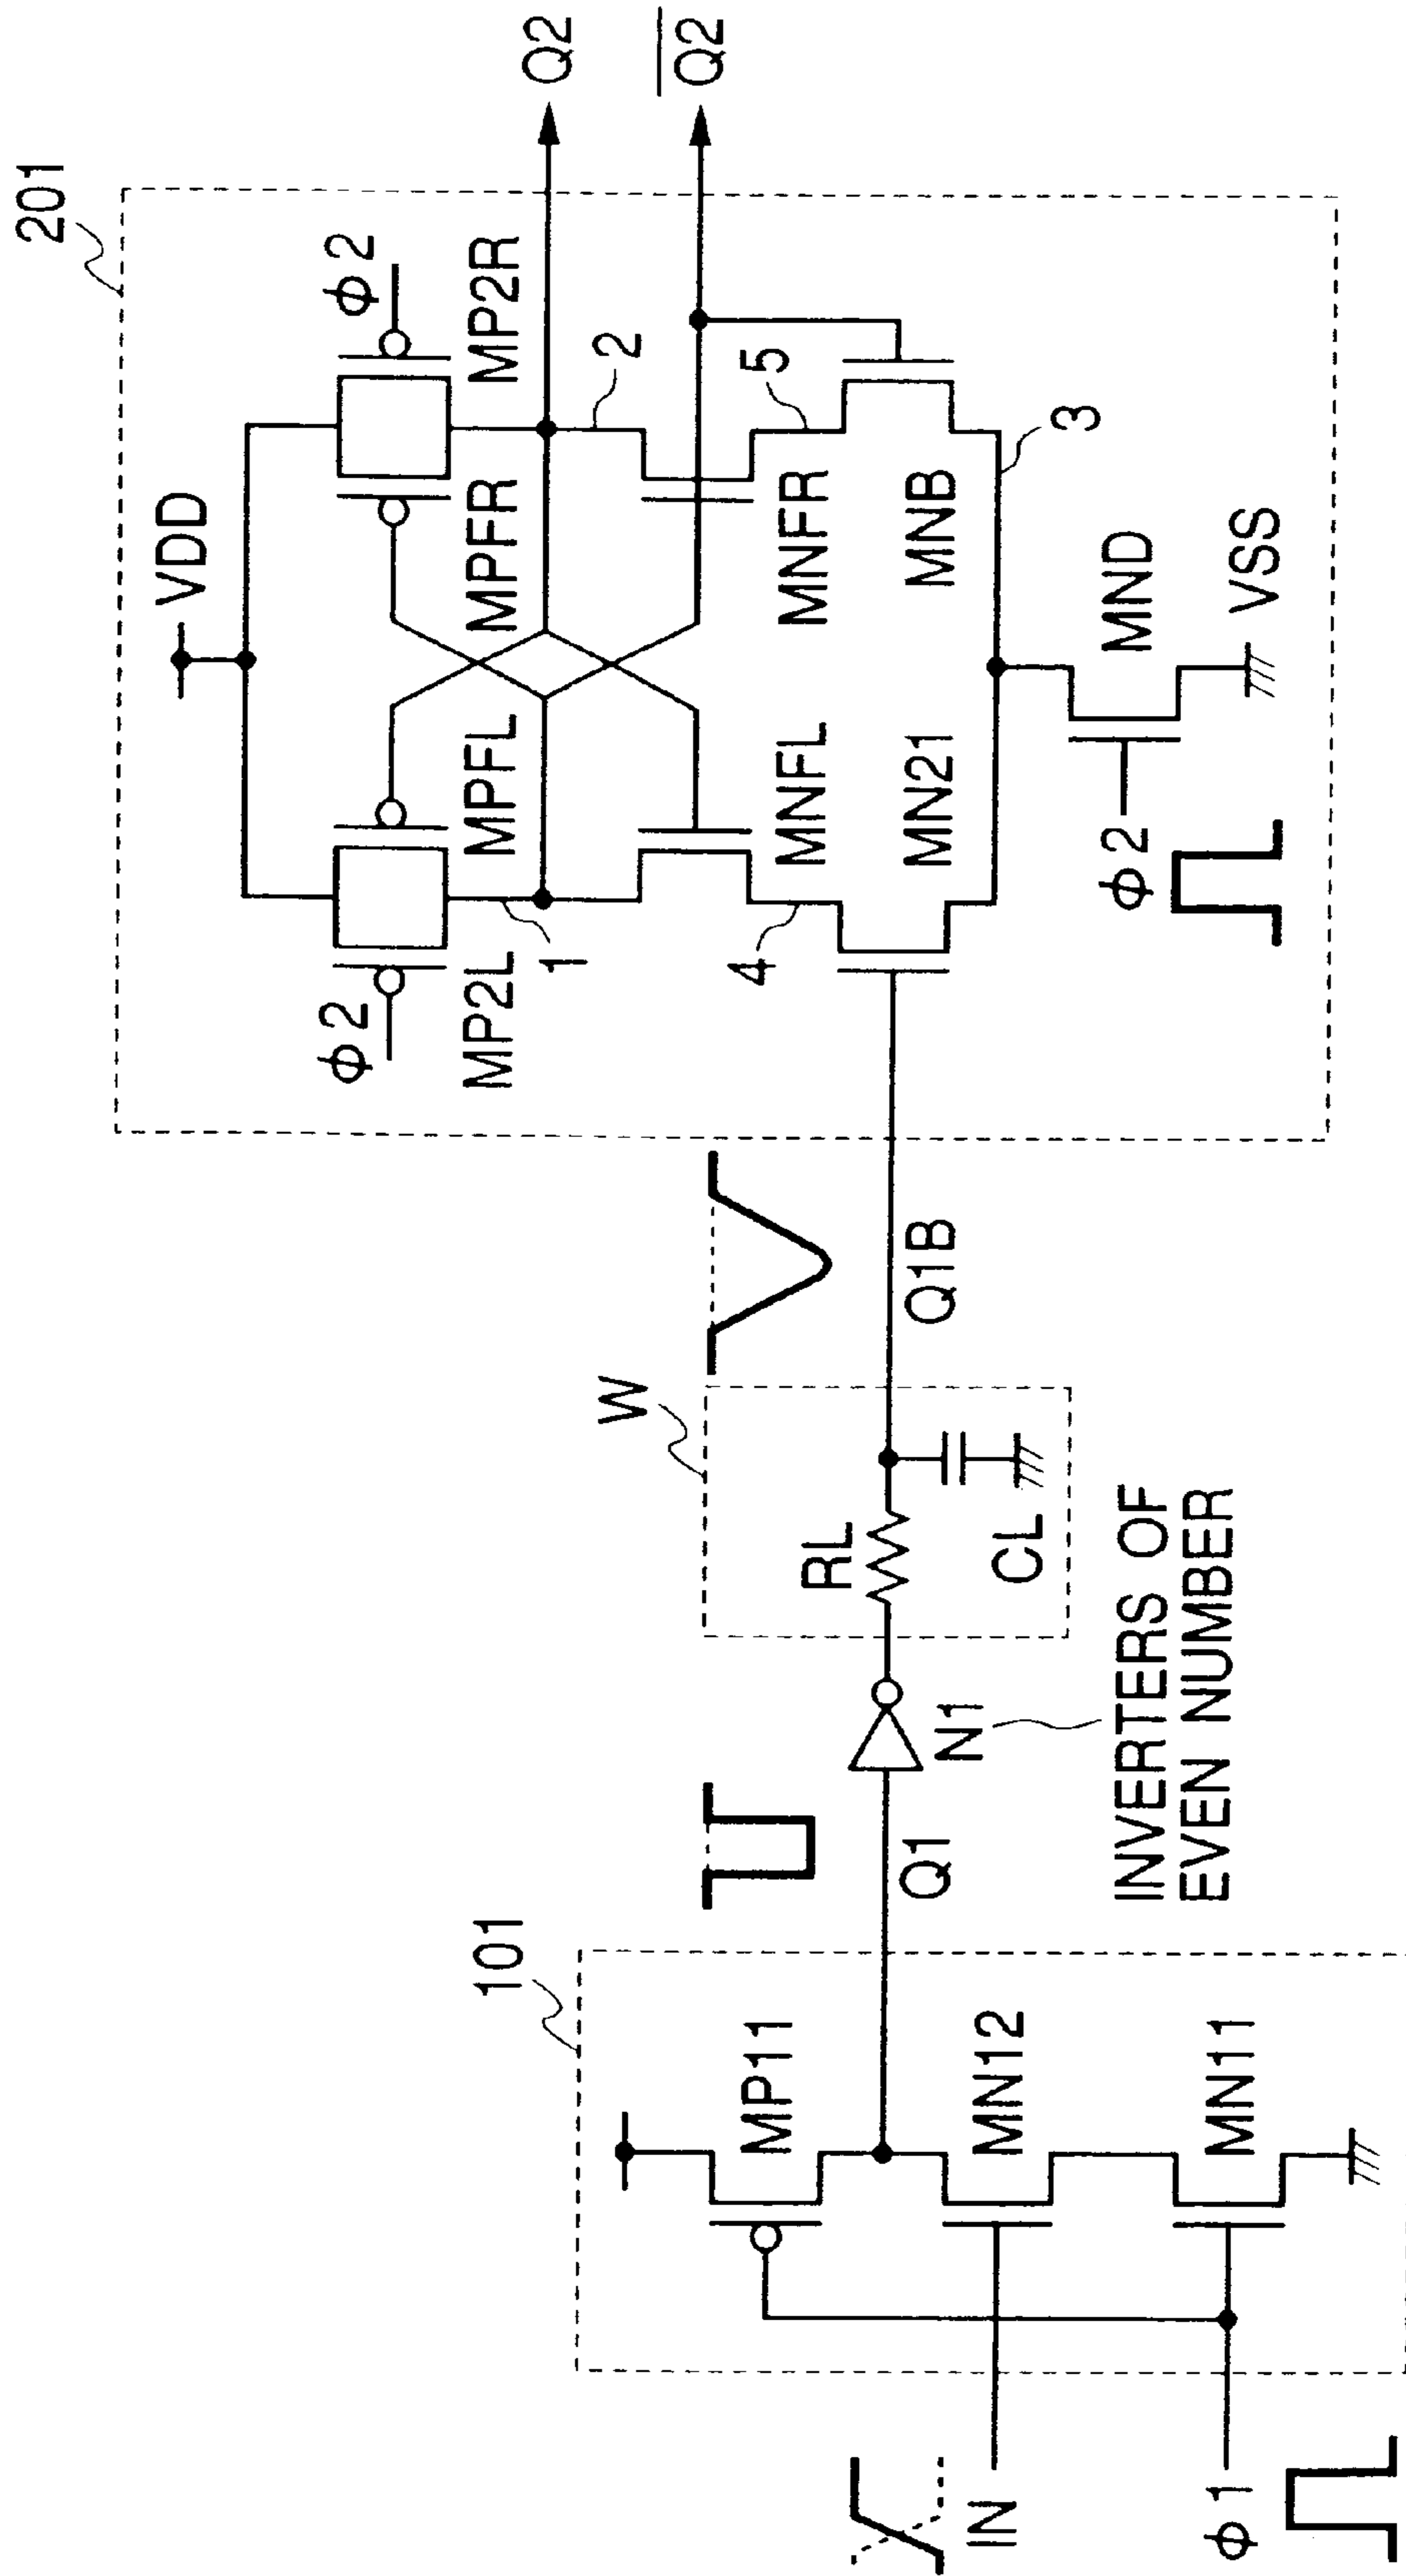 201
VDD
ϕ2
ϕ2
MP2L
MPFL
MPFR
MP2R
Q2
Q2
1
2
MNFL
MNFR
4
5
MN21
MNB
3
ϕ2
MND
VSS
W
RL
CL
Q1B
Q1
N1
INVERTERS OF
EVEN NUMBER
101
MP11
MN12
MN11
IN
ϕ1